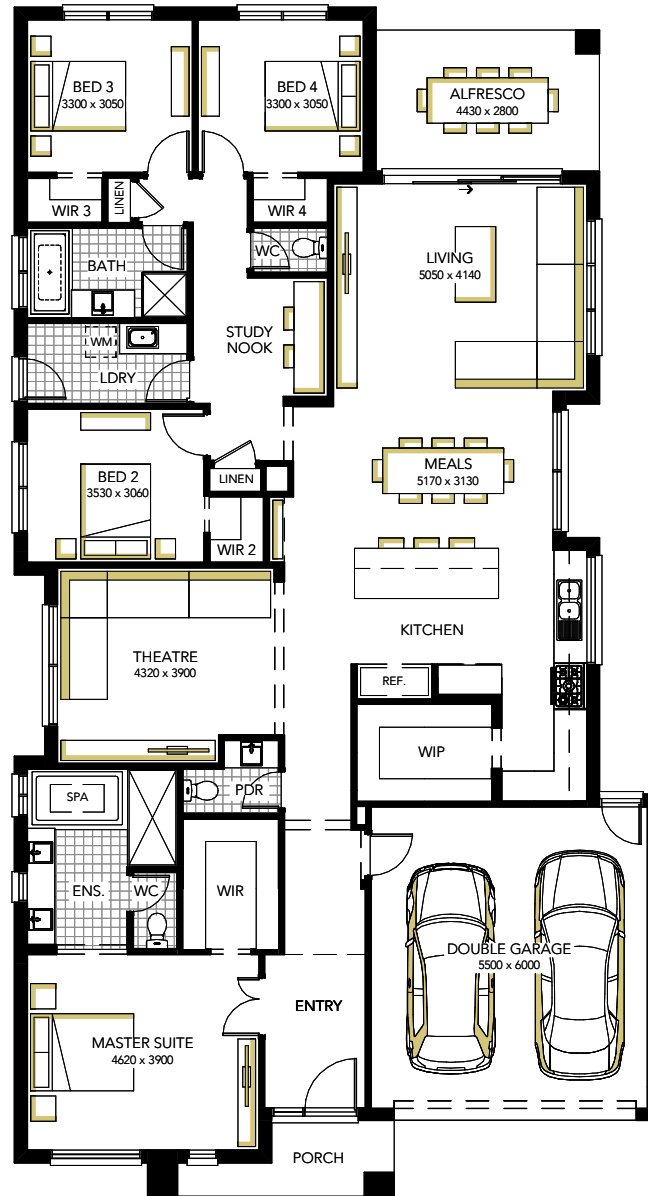 BED 3
3300 x 3050
BED 4
3300 x 3050
ALFRESCO
4430 x 2800
WIR 3
LINEN
WIR 4
BATH
WC
LIVING
5050 x 4140
WM
LDRY
STUDY
NOOK
BED 2
3530 x 3060
LINEN
WIR 2
MEALS
5170 x 3130
KITCHEN
THEATRE
4320 x 3900
REF.
WIP
SPA
PDR
ENS.
WC
WIR
DOUBLE GARAGE
5500 x 6000
ENTRY
MASTER SUITE
4620 x 3900
PORCH